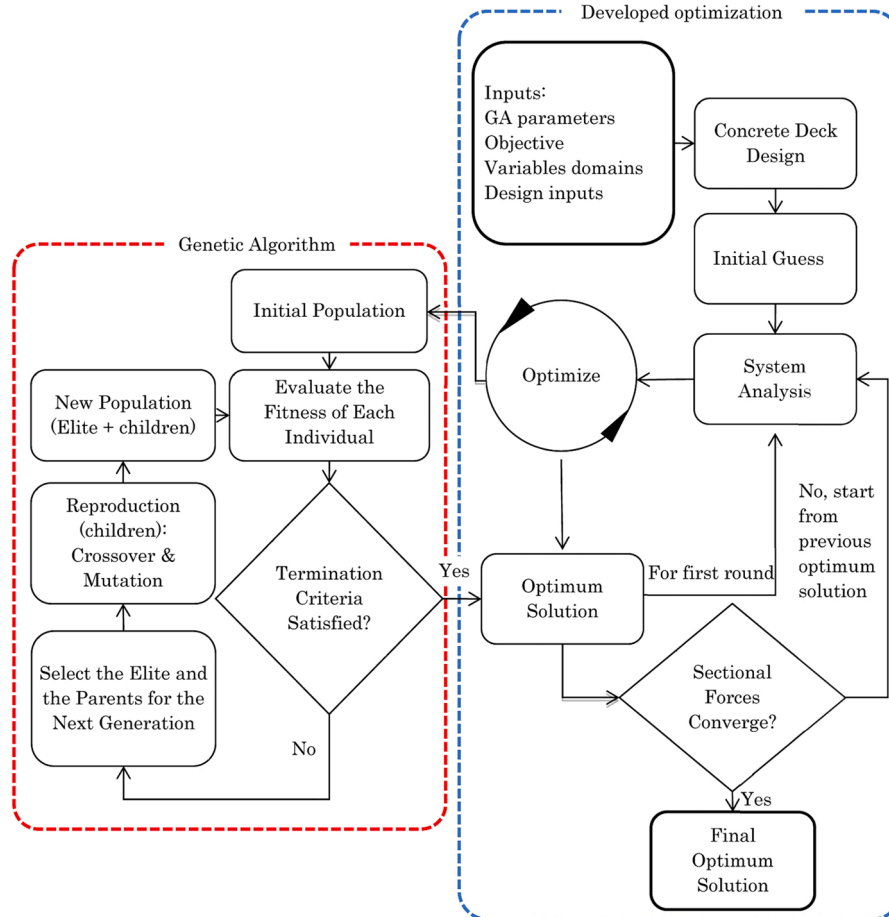 Developed optimization
Inputs:
GA parameters
Objective
Variables domains
Design inputs
Concrete Deck
Design
Initial Guess
System
Analysis
Optimize
Genetic Algorithm
Initial Population
Evaluate the
Fitness of Each
Individual
New Population
(Elite + children)
Reproduction
(children):
Crossover &
Mutation
Select the Elite and
the Parents for the
Next Generation
Termination
Criteria
Satisfied?
No
Yes
Optimum
Solution
For first round
No, start
from
previous
optimum
solution
Sectional
Forces
Converge?
Yes
Final
Optimum
Solution